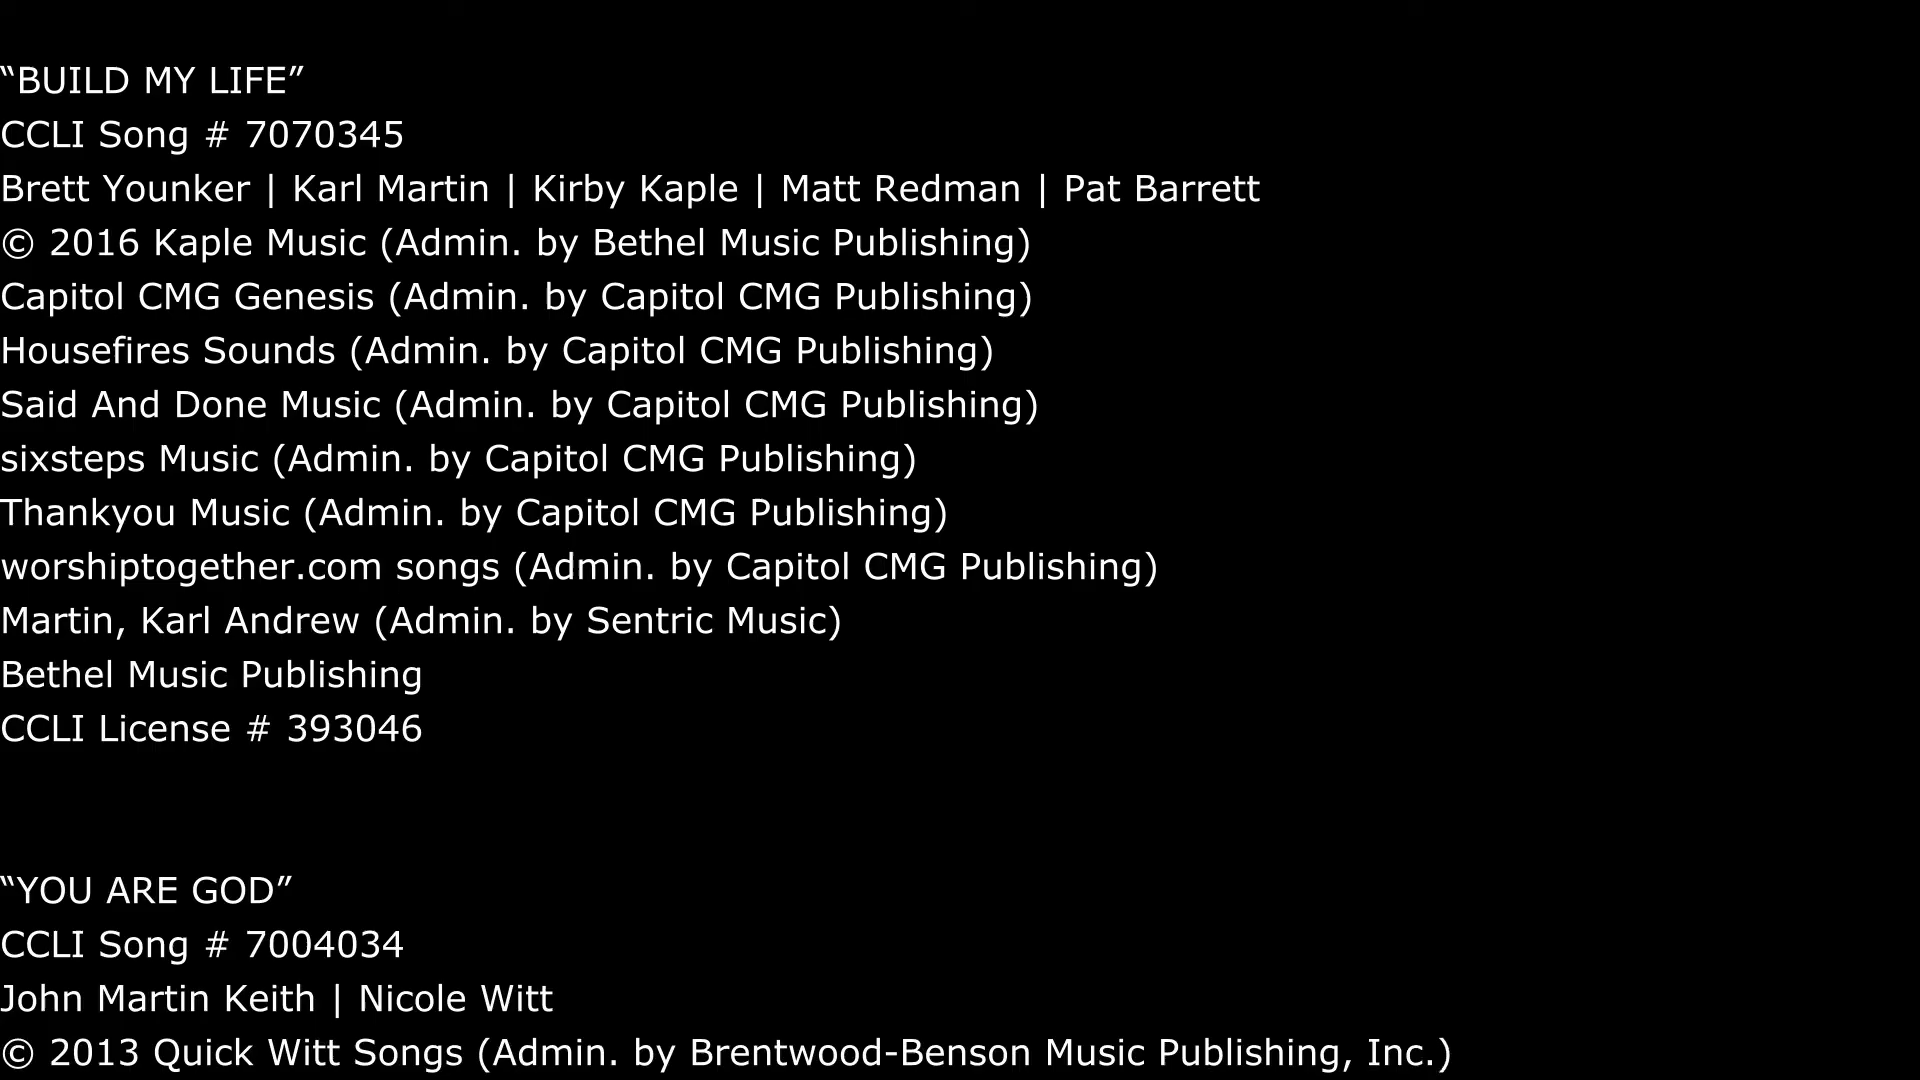 “BUILD MY LIFE”
CCLI Song # 7070345
Brett Younker | Karl Martin | Kirby Kaple | Matt Redman | Pat Barrett
© 2016 Kaple Music (Admin. by Bethel Music Publishing)
Capitol CMG Genesis (Admin. by Capitol CMG Publishing)
Housefires Sounds (Admin. by Capitol CMG Publishing)
Said And Done Music (Admin. by Capitol CMG Publishing)
sixsteps Music (Admin. by Capitol CMG Publishing)
Thankyou Music (Admin. by Capitol CMG Publishing)
worshiptogether.com songs (Admin. by Capitol CMG Publishing)
Martin, Karl Andrew (Admin. by Sentric Music)
Bethel Music Publishing
CCLI License # 393046
“YOU ARE GOD”
CCLI Song # 7004034
John Martin Keith | Nicole Witt
© 2013 Quick Witt Songs (Admin. by Brentwood-Benson Music Publishing, Inc.)